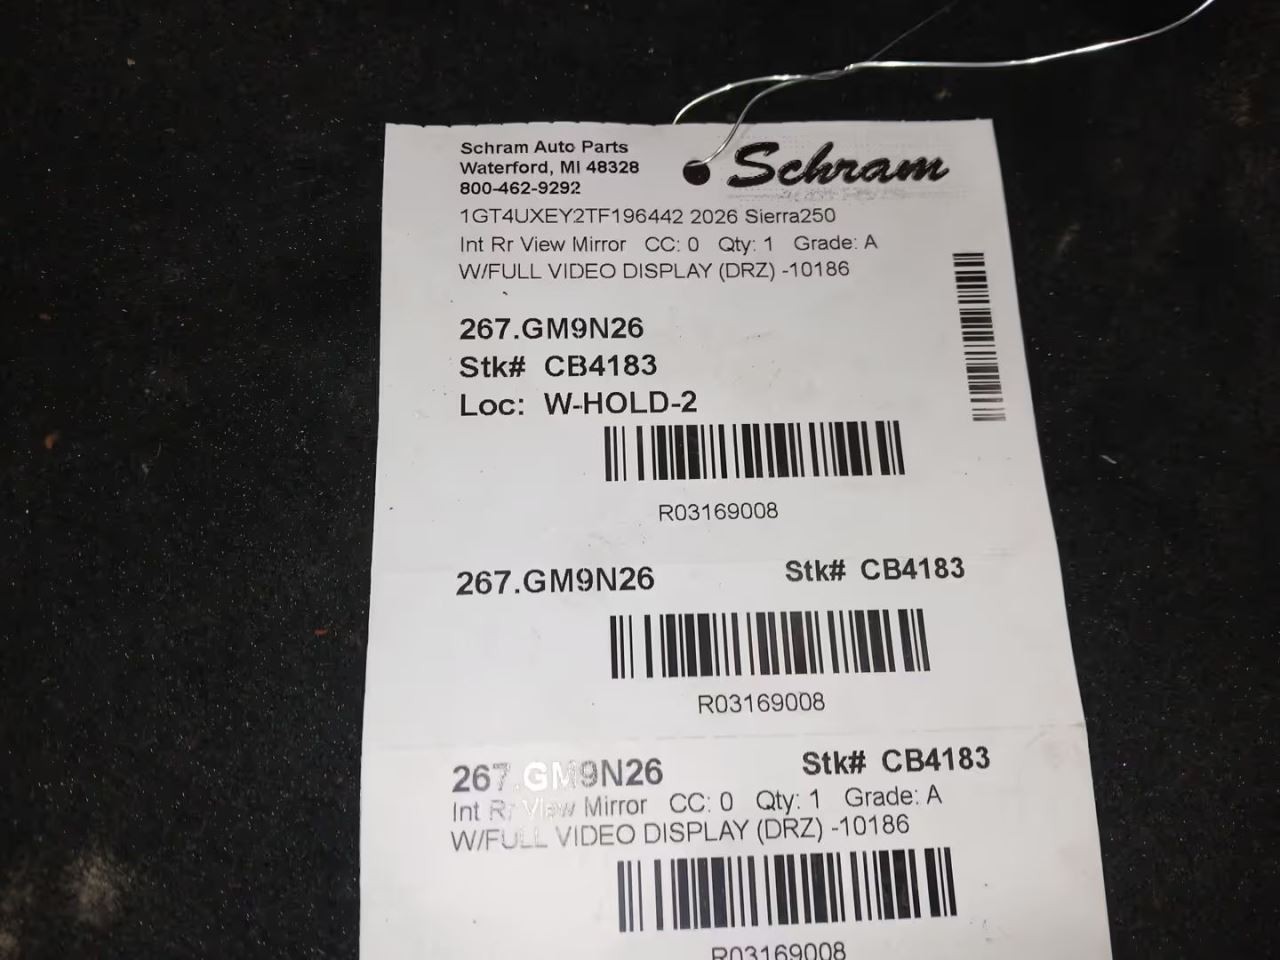 Schram Auto Parts
Waterford, MI 48328
800-462-9292
Schram
1GT4UXEY2TF196442 2026 Sierra250
Int Rr View Mirror CC: 0 Qty: 1 Grade: A
W/FULL VIDEO DISPLAY (DRZ) -10186
267.GM9N26
Stk# CB4183
Loc: W-HOLD-2
R03169008
267.GM9N26 Stk# CB4183
R03169008
267.GM9N26 Stk# CB4183
Int Rr View Mirror CC: 0 Qty: 1 Grade: A
W/FULL VIDEO DISPLAY (DRZ) -10186
R03169008